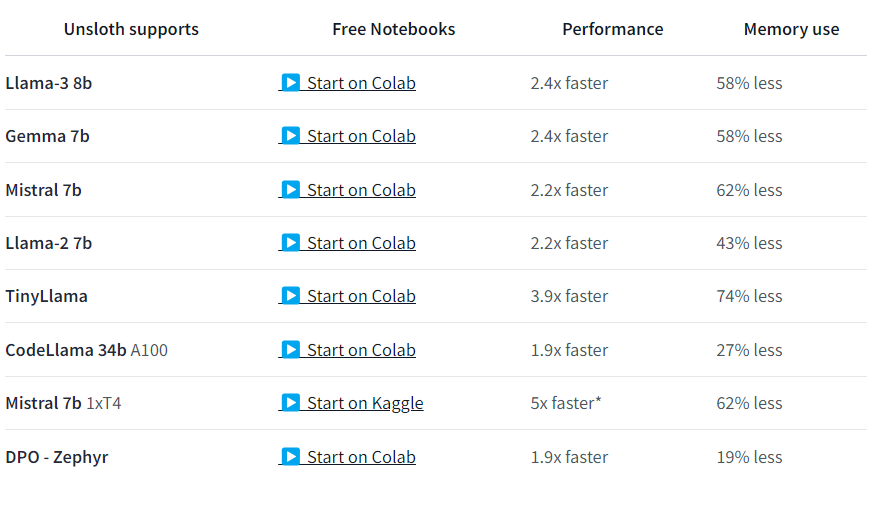 Unsloth supports Free Notebooks Performance Memory use
Llama-3 8b ▶️ Start on Colab 2.4x faster 58% less
Gemma 7b ▶️ Start on Colab 2.4x faster 58% less
Mistral 7b ▶️ Start on Colab 2.2x faster 62% less
Llama-2 7b ▶️ Start on Colab 2.2x faster 43% less
TinyLlama ▶️ Start on Colab 3.9x faster 74% less
CodeLlama 34b A100 ▶️ Start on Colab 1.9x faster 27% less
Mistral 7b 1xT4 ▶️ Start on Kaggle 5x faster* 62% less
DPO - Zephyr ▶️ Start on Colab 1.9x faster 19% less